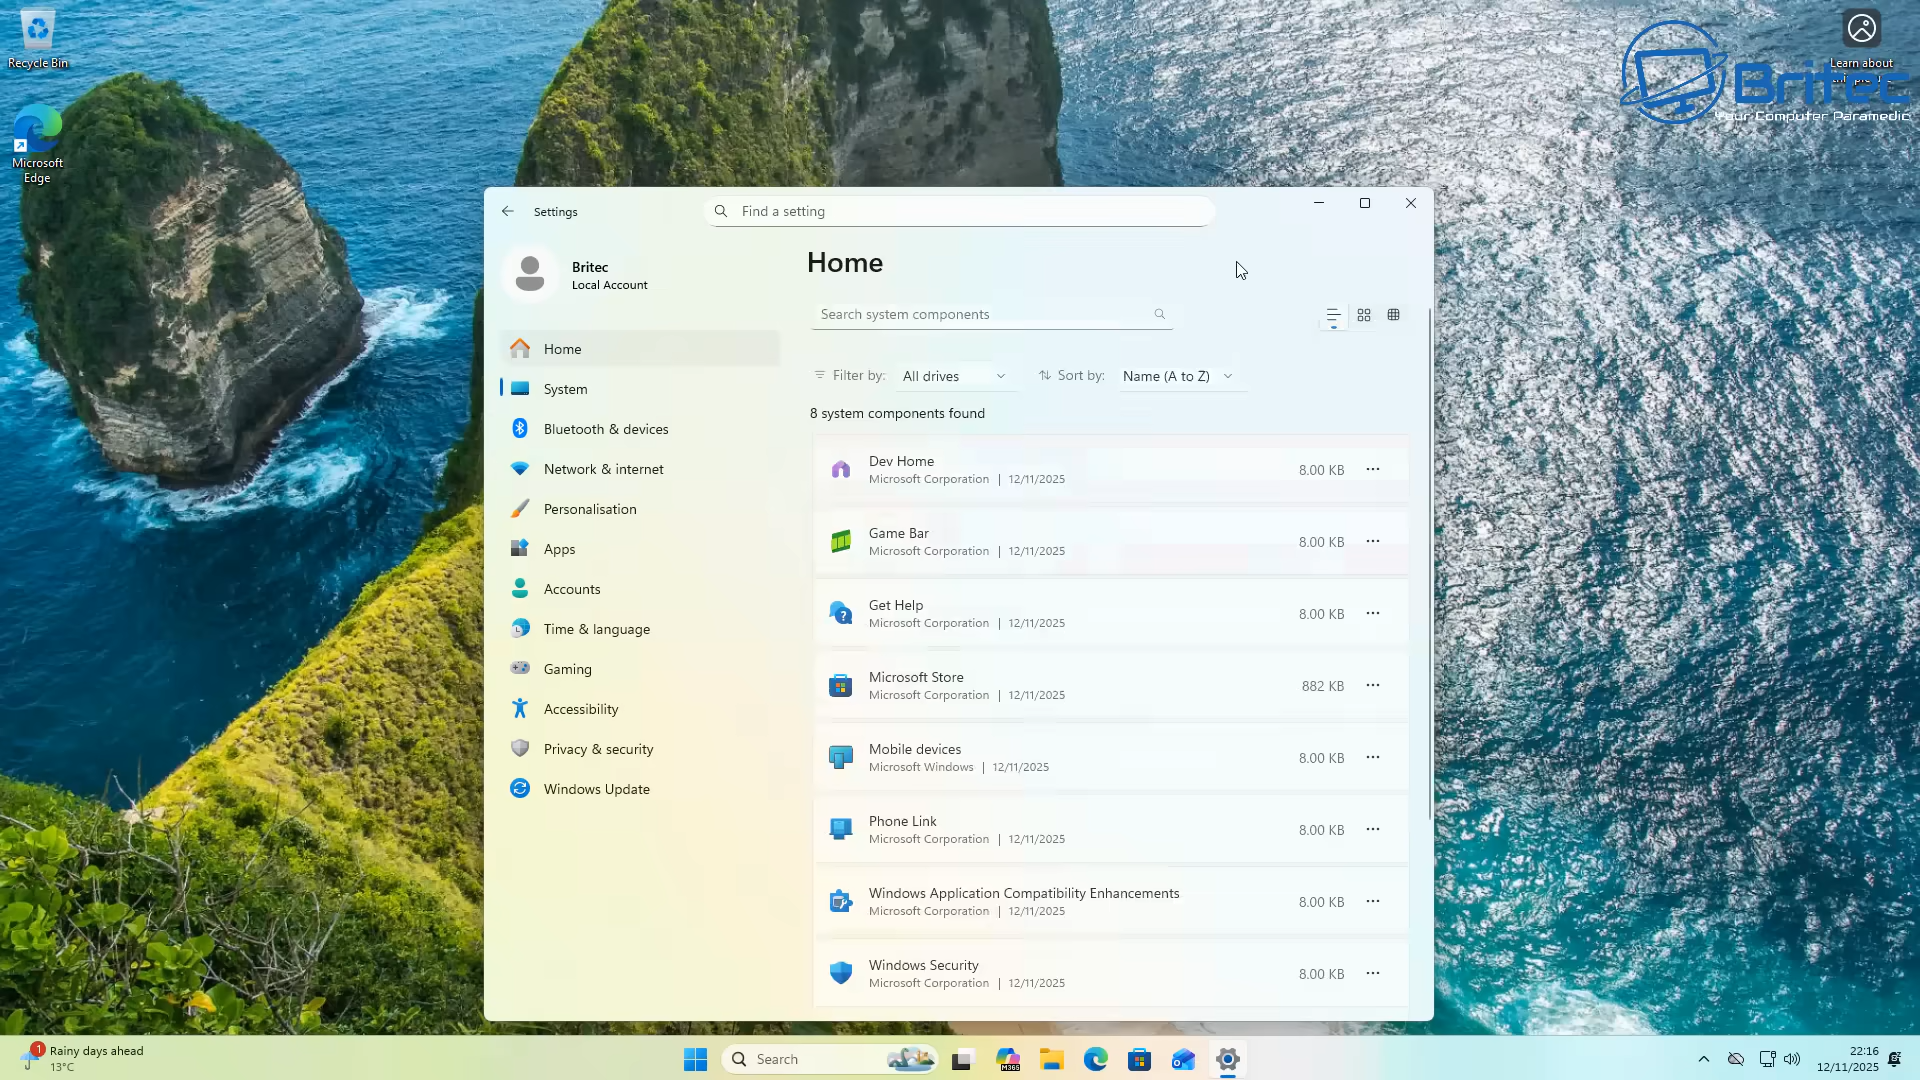 Recycle Bin
Microsoft
Edge
Learn about
Britec
Your Computer Paramedic
Settings
Find a setting
Britec
Local Account
Home
System
Bluetooth & devices
Network & internet
Personalisation
Apps
Accounts
Time & language
Gaming
Accessibility
Privacy & security
Windows Update
Home
Search system components
Filter by: All drives
Sort by: Name (A to Z)
8 system components found
Dev Home
Microsoft Corporation | 12/11/2025
8.00 KB
Game Bar
Microsoft Corporation | 12/11/2025
8.00 KB
Get Help
Microsoft Corporation | 12/11/2025
8.00 KB
Microsoft Store
Microsoft Corporation | 12/11/2025
882 KB
Mobile devices
Microsoft Windows | 12/11/2025
8.00 KB
Phone Link
Microsoft Corporation | 12/11/2025
8.00 KB
Windows Application Compatibility Enhancements
Microsoft Corporation | 12/11/2025
8.00 KB
Windows Security
Microsoft Corporation | 12/11/2025
8.00 KB
1
Rainy days ahead
13°C
Search
M365
22:16
12/11/2025